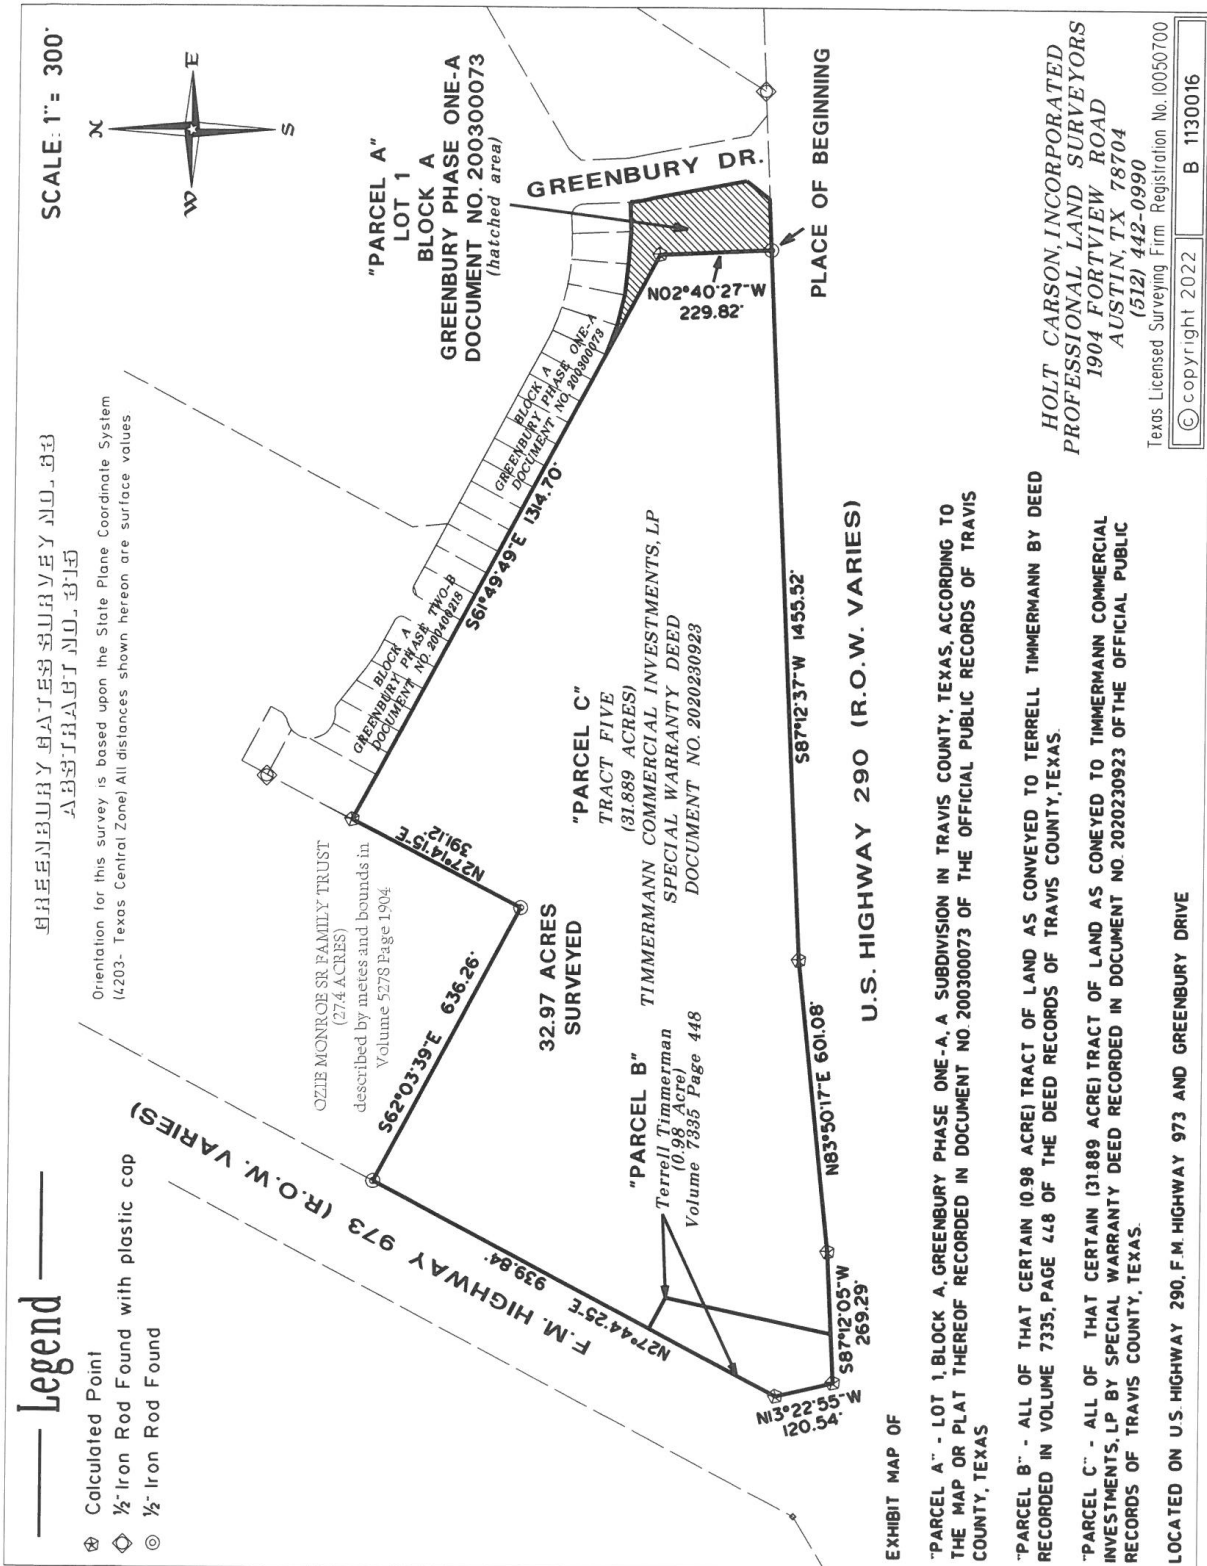 Legend
Calculated Point
½" Iron Rod Found with plastic cap
½" Iron Rod Found
GREENBURY GATES SURVEY NO. 63
ABSTRACT NO. 315
Orientation for this survey is based upon the State Plane Coordinate System
(4203- Texas Central Zone) All distances shown hereon are surface values
SCALE: 1"= 300'
N
W
E
S
"PARCEL A"
LOT 1
BLOCK A
GREENBURY PHASE ONE-A
DOCUMENT NO. 200300073
(hatched area)
GREENBURY DR.
F.M. HIGHWAY 973 (R.O.W. VARIES)
OZIE MONROE SR FAMILY TRUST
(27.4 ACRES)
described by metes and bounds in
Volume 5278 Page 1904
BLOCK A
GREENBURY PHASE TWO-B
DOCUMENT NO. 200400218
BLOCK A
GREENBURY PHASE ONE-A
DOCUMENT NO. 200300073
S62°03'39"E 636.26'
N27°14'15"E
391.12'
S61°49'49"E 1314.70'
N02°40'27"W
229.82'
N27°44'25"E 939.84'
32.97 ACRES
SURVEYED
"PARCEL C"
TRACT FIVE
(31.889 ACRES)
TIMMERMANN COMMERCIAL INVESTMENTS, LP
SPECIAL WARRANTY DEED
DOCUMENT NO. 2020230923
"PARCEL B"
Terrell Timmerman
(0.98 Acre)
Volume 7335 Page 448
PLACE OF BEGINNING
N13°22'55"W
120.54'
S87°12'05"W
269.29'
N83°50'17"E 601.08'
S87°12'37"W 1455.52'
U.S. HIGHWAY 290 (R.O.W. VARIES)
EXHIBIT MAP OF
"PARCEL A" - LOT 1, BLOCK A, GREENBURY PHASE ONE-A, A SUBDIVISION IN TRAVIS COUNTY, TEXAS, ACCORDING TO
THE MAP OR PLAT THEREOF RECORDED IN DOCUMENT NO. 200300073 OF THE OFFICIAL PUBLIC RECORDS OF TRAVIS
COUNTY, TEXAS
"PARCEL B" - ALL OF THAT CERTAIN (0.98 ACRE) TRACT OF LAND AS CONVEYED TO TERRELL TIMMERMANN BY DEED
RECORDED IN VOLUME 7335, PAGE 448 OF THE DEED RECORDS OF TRAVIS COUNTY, TEXAS.
"PARCEL C" - ALL OF THAT CERTAIN (31.889 ACRE) TRACT OF LAND AS CONEYED TO TIMMERMANN COMMERCIAL
INVESTMENTS, LP BY SPECIAL WARRANTY DEED RECORDED IN DOCUMENT NO. 2020230923 OF THE OFFICIAL PUBLIC
RECORDS OF TRAVIS COUNTY, TEXAS.
LOCATED ON U.S. HIGHWAY 290, F.M. HIGHWAY 973 AND GREENBURY DRIVE
HOLT CARSON, INCORPORATED
PROFESSIONAL LAND SURVEYORS
1904 FORTVIEW ROAD
AUSTIN, TX 78704
(512) 442-0990
Texas Licensed Surveying Firm Registration No. 10050700
© copyright 2022
B 1130016